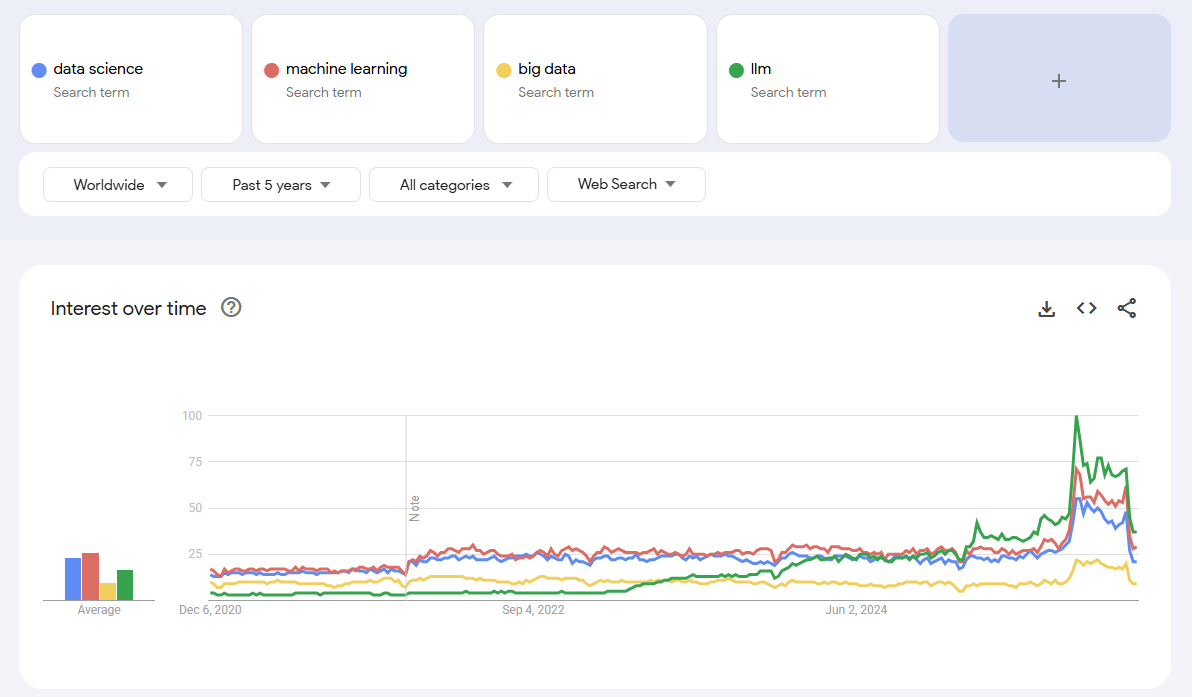 data science
Search term
machine learning
Search term
big data
Search term
llm
Search term
+
Worldwide
Past 5 years
All categories
Web Search
Interest over time
?
100
75
50
25
Note
Average
Dec 6, 2020
Sep 4, 2022
Jun 2, 2024